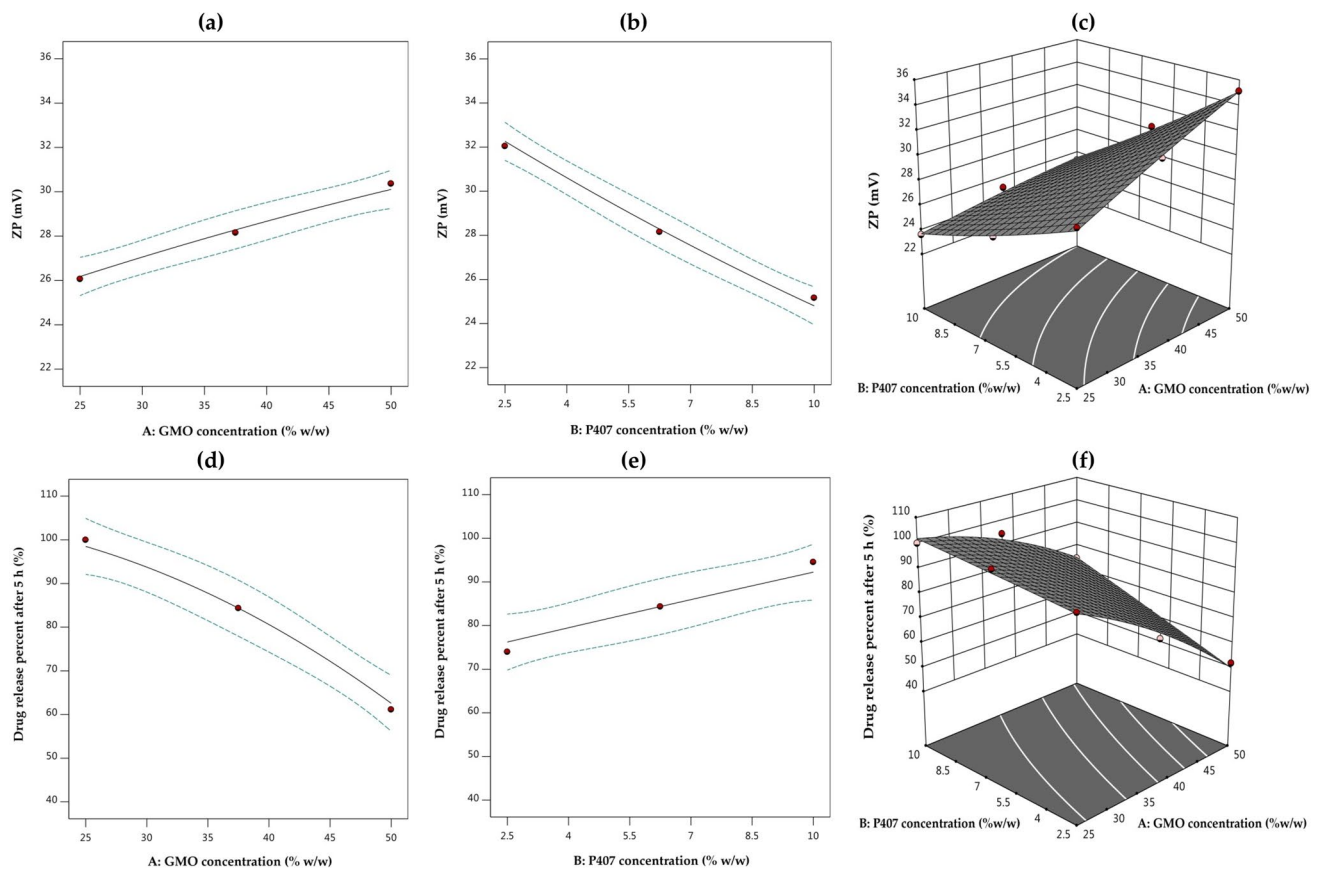 (a)
ZP (mV)
36
34
32
30
28
26
24
22
25 30 35 40 45 50
A: GMO concentration (% w/w)
(b)
ZP (mV)
36
34
32
30
28
26
24
22
2.5 4 5.5 7 8.5 10
B: P407 concentration (% w/w)
(c)
ZP (mV)
36
34
32
30
28
26
24
22
10 8.5 7 5.5 4 2.5
25 30 35 40 45 50
B: P407 concentration (%w/w)
A: GMO concentration (%w/w)
(d)
Drug release percent after 5 h (%)
110
100
90
80
70
60
50
40
25 30 35 40 45 50
A: GMO concentration (% w/w)
(e)
Drug release percent after 5 h (%)
110
100
90
80
70
60
50
40
2.5 4 5.5 7 8.5 10
B: P407 concentration (% w/w)
(f)
Drug release percent after 5 h (%)
110
100
90
80
70
60
50
40
10 8.5 7 5.5 4 2.5
25 30 35 40 45 50
B: P407 concentration (%w/w)
A: GMO concentration (%w/w)